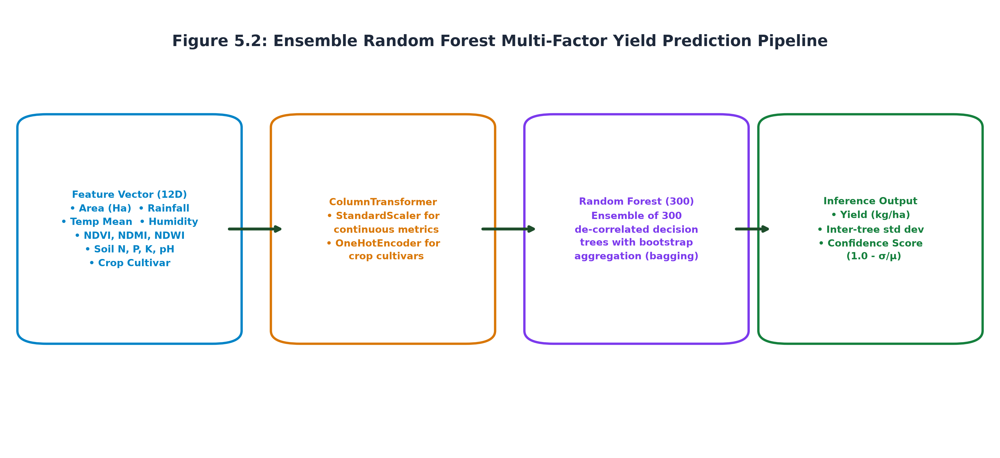 Figure 5.2: Ensemble Random Forest Multi-Factor Yield Prediction Pipeline
Feature Vector (12D)
• Area (Ha)  • Rainfall
• Temp Mean  • Humidity
• NDVI, NDMI, NDWI
• Soil N, P, K, pH
• Crop Cultivar
ColumnTransformer
• StandardScaler for
continuous metrics
• OneHotEncoder for
crop cultivars
Random Forest (300)
Ensemble of 300
de-correlated decision
trees with bootstrap
aggregation (bagging)
Inference Output
• Yield (kg/ha)
• Inter-tree std dev
• Confidence Score
(1.0 - σ/μ)